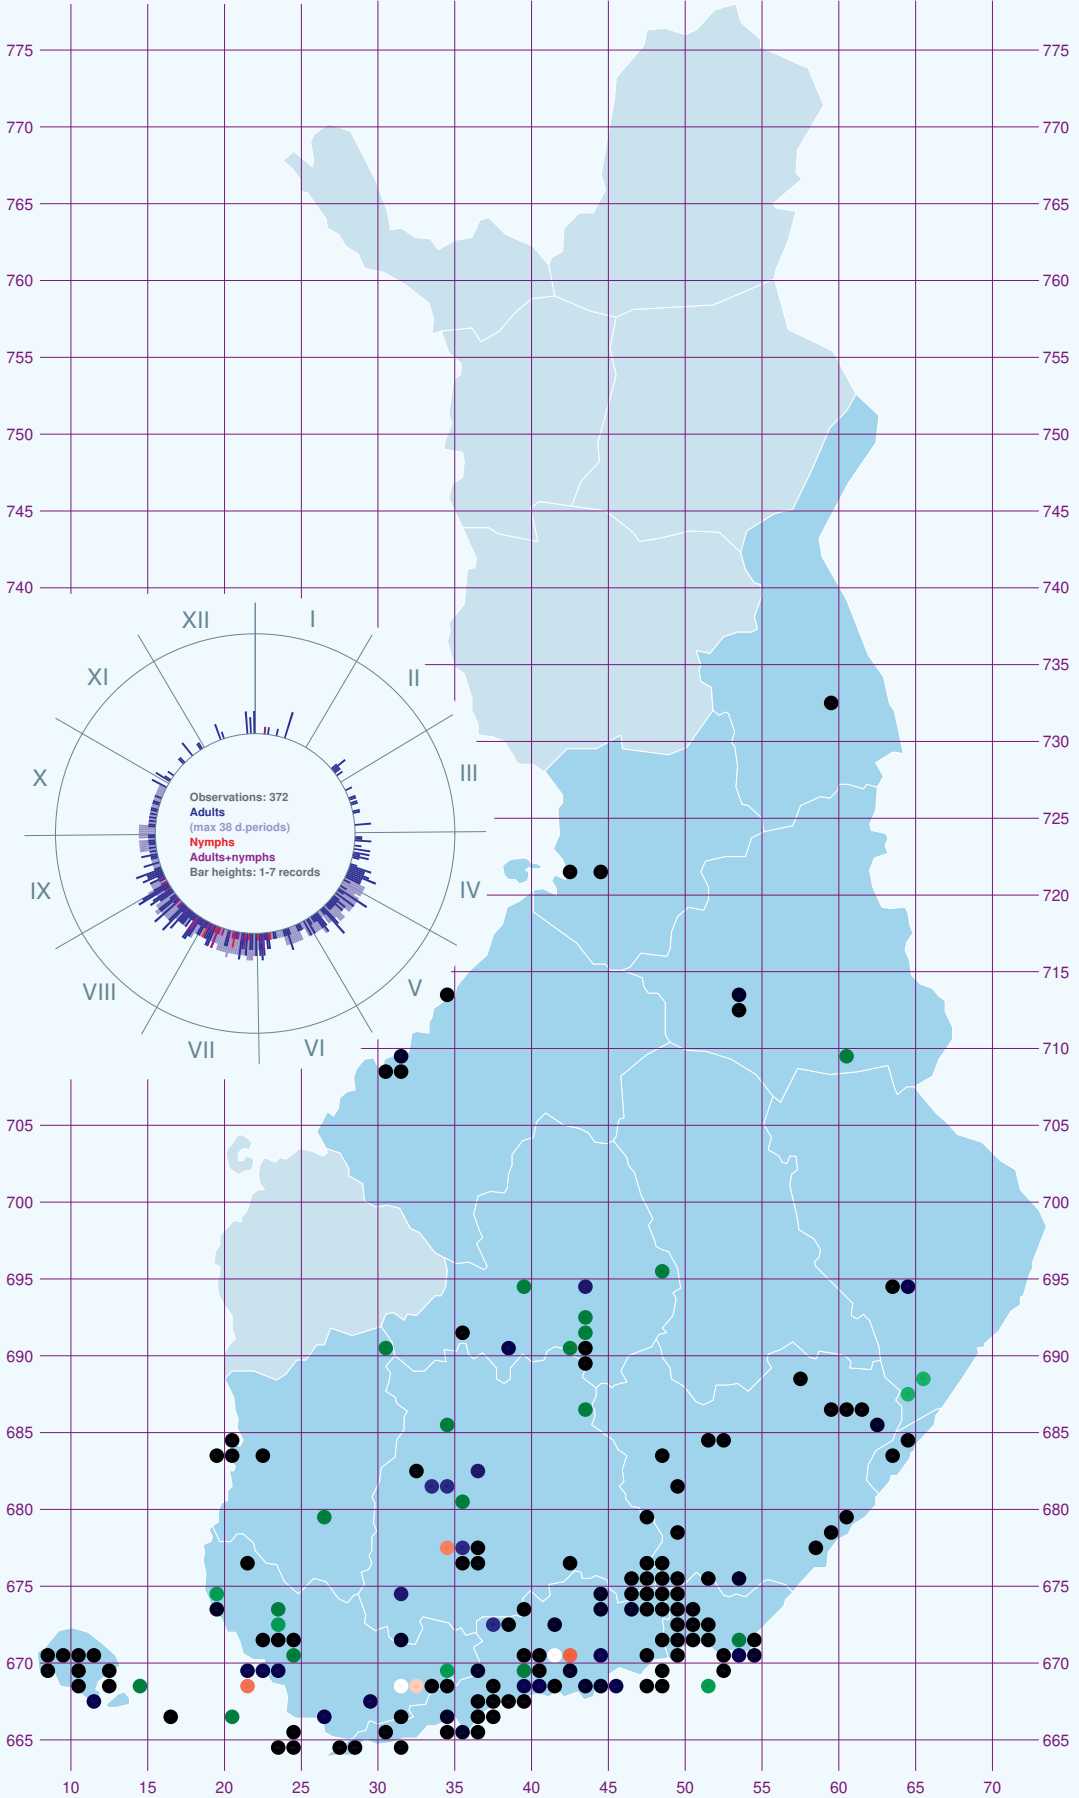 775 775
770 770
765 765
760 760
755 755
750 750
745 745
740 740
XII I
735 735
XI II
730 730
X III
Observations: 372
Adults
725 725
(max 38 d.periods)
Nymphs
Adults+nymphs
Bar heights: 1-7 records
IX IV
720 720
715 715
VIII V
VII VI
710 710
705 705
700 700
695 695
690 690
685 685
680 680
675 675
670 670
665 665
10 15 20 25 30 35 40 45 50 55 60 65 70